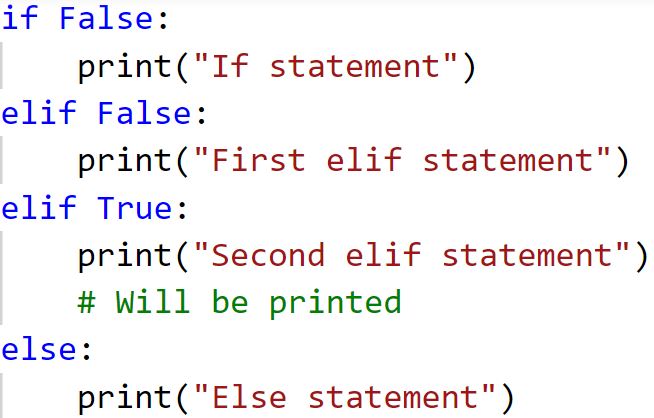 if False:
    print("If statement")
elif False:
    print("First elif statement")
elif True:
    print("Second elif statement")
    # Will be printed
else:
    print("Else statement")